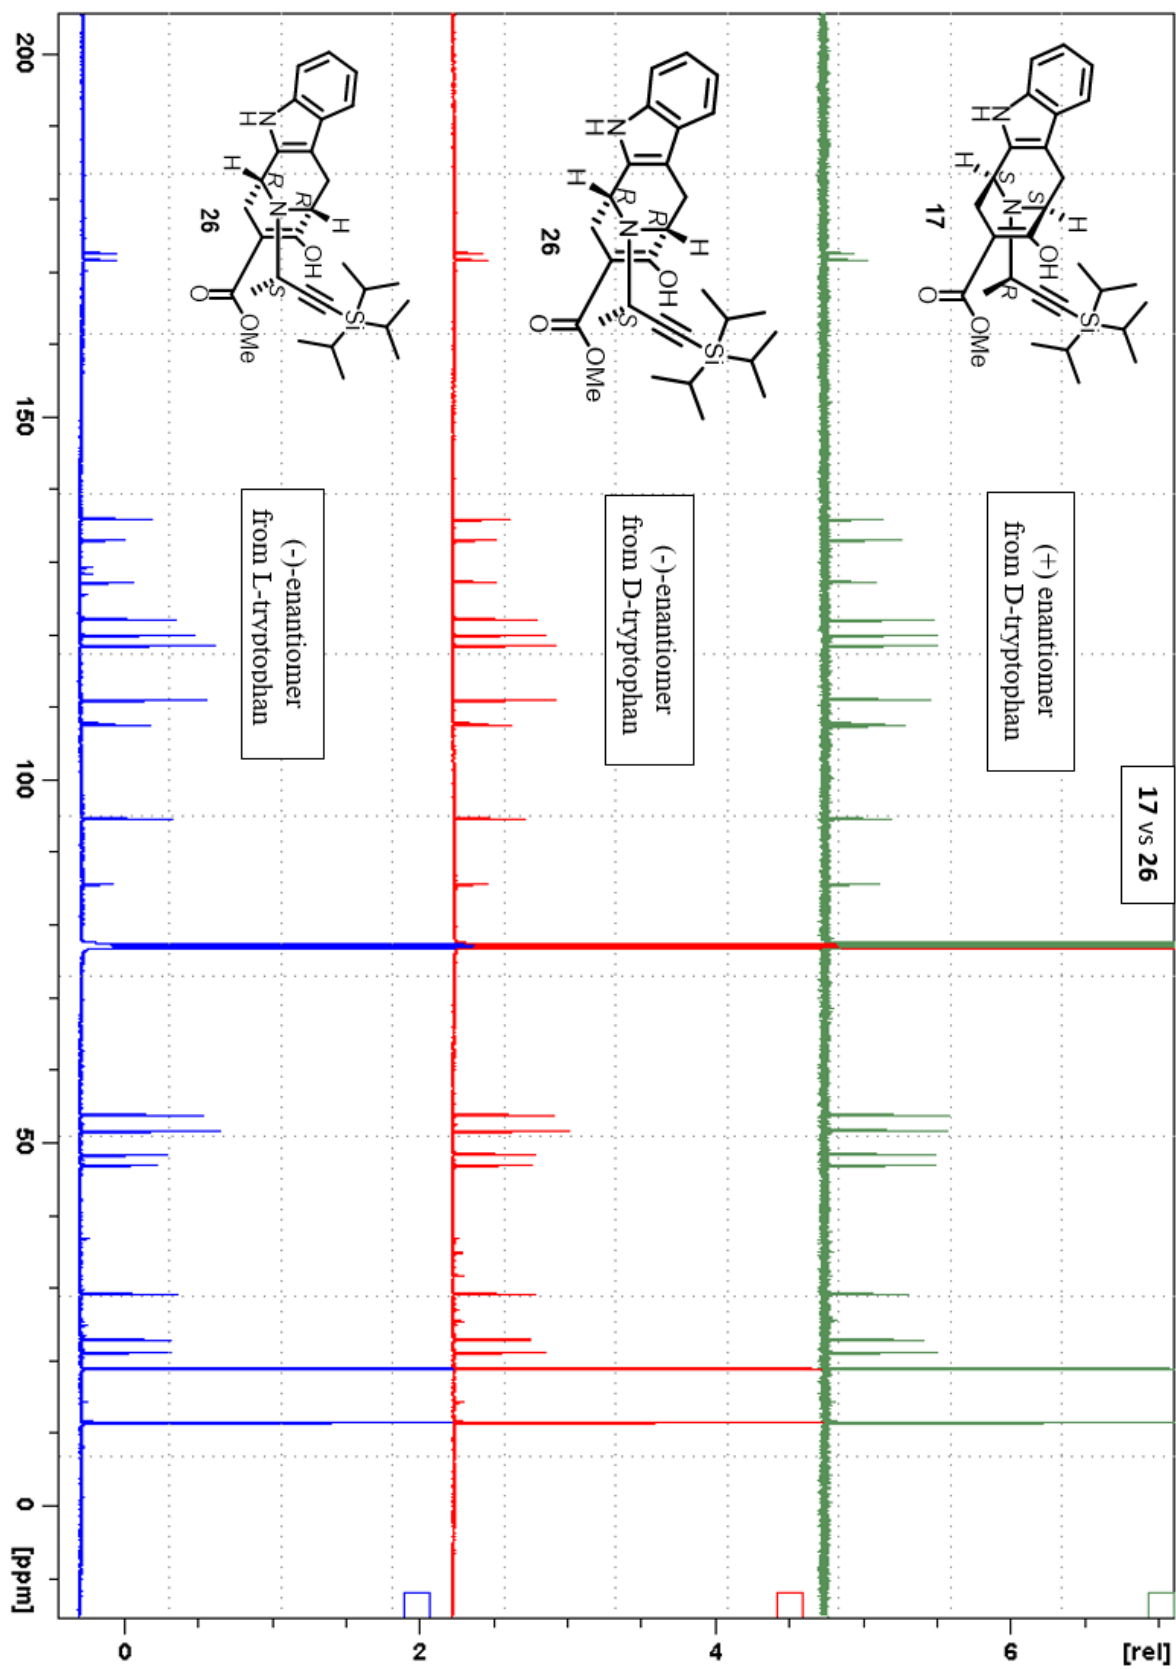 17 vs 26
[rel]
6
4
2
0
(+) enantiomer
from D-tryptophan
N
H
H
S
N
S
H
OH
R
Si
O
OMe
17
(-)-enantiomer
from D-tryptophan
N
H
H
R
N
R
H
OH
S
Si
O
OMe
26
(-)-enantiomer
from L-tryptophan
N
H
H
R
N
R
H
OH
S
Si
O
OMe
26
200
150
100
50
0
[ppm]